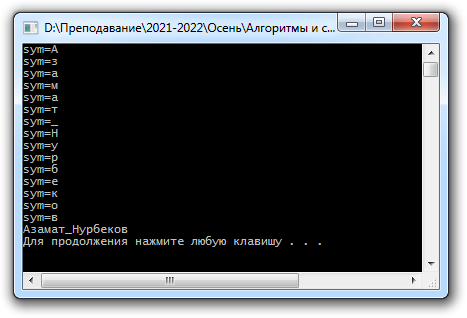 D:\Преподавание\2021-2022\Осень\Алгоритмы и с...
sym=А
sym=з
sym=а
sym=м
sym=а
sym=т
sym=_
sym=Н
sym=у
sym=р
sym=б
sym=е
sym=к
sym=о
sym=в
Азамат_Нурбеков
Для продолжения нажмите любую клавишу . . .